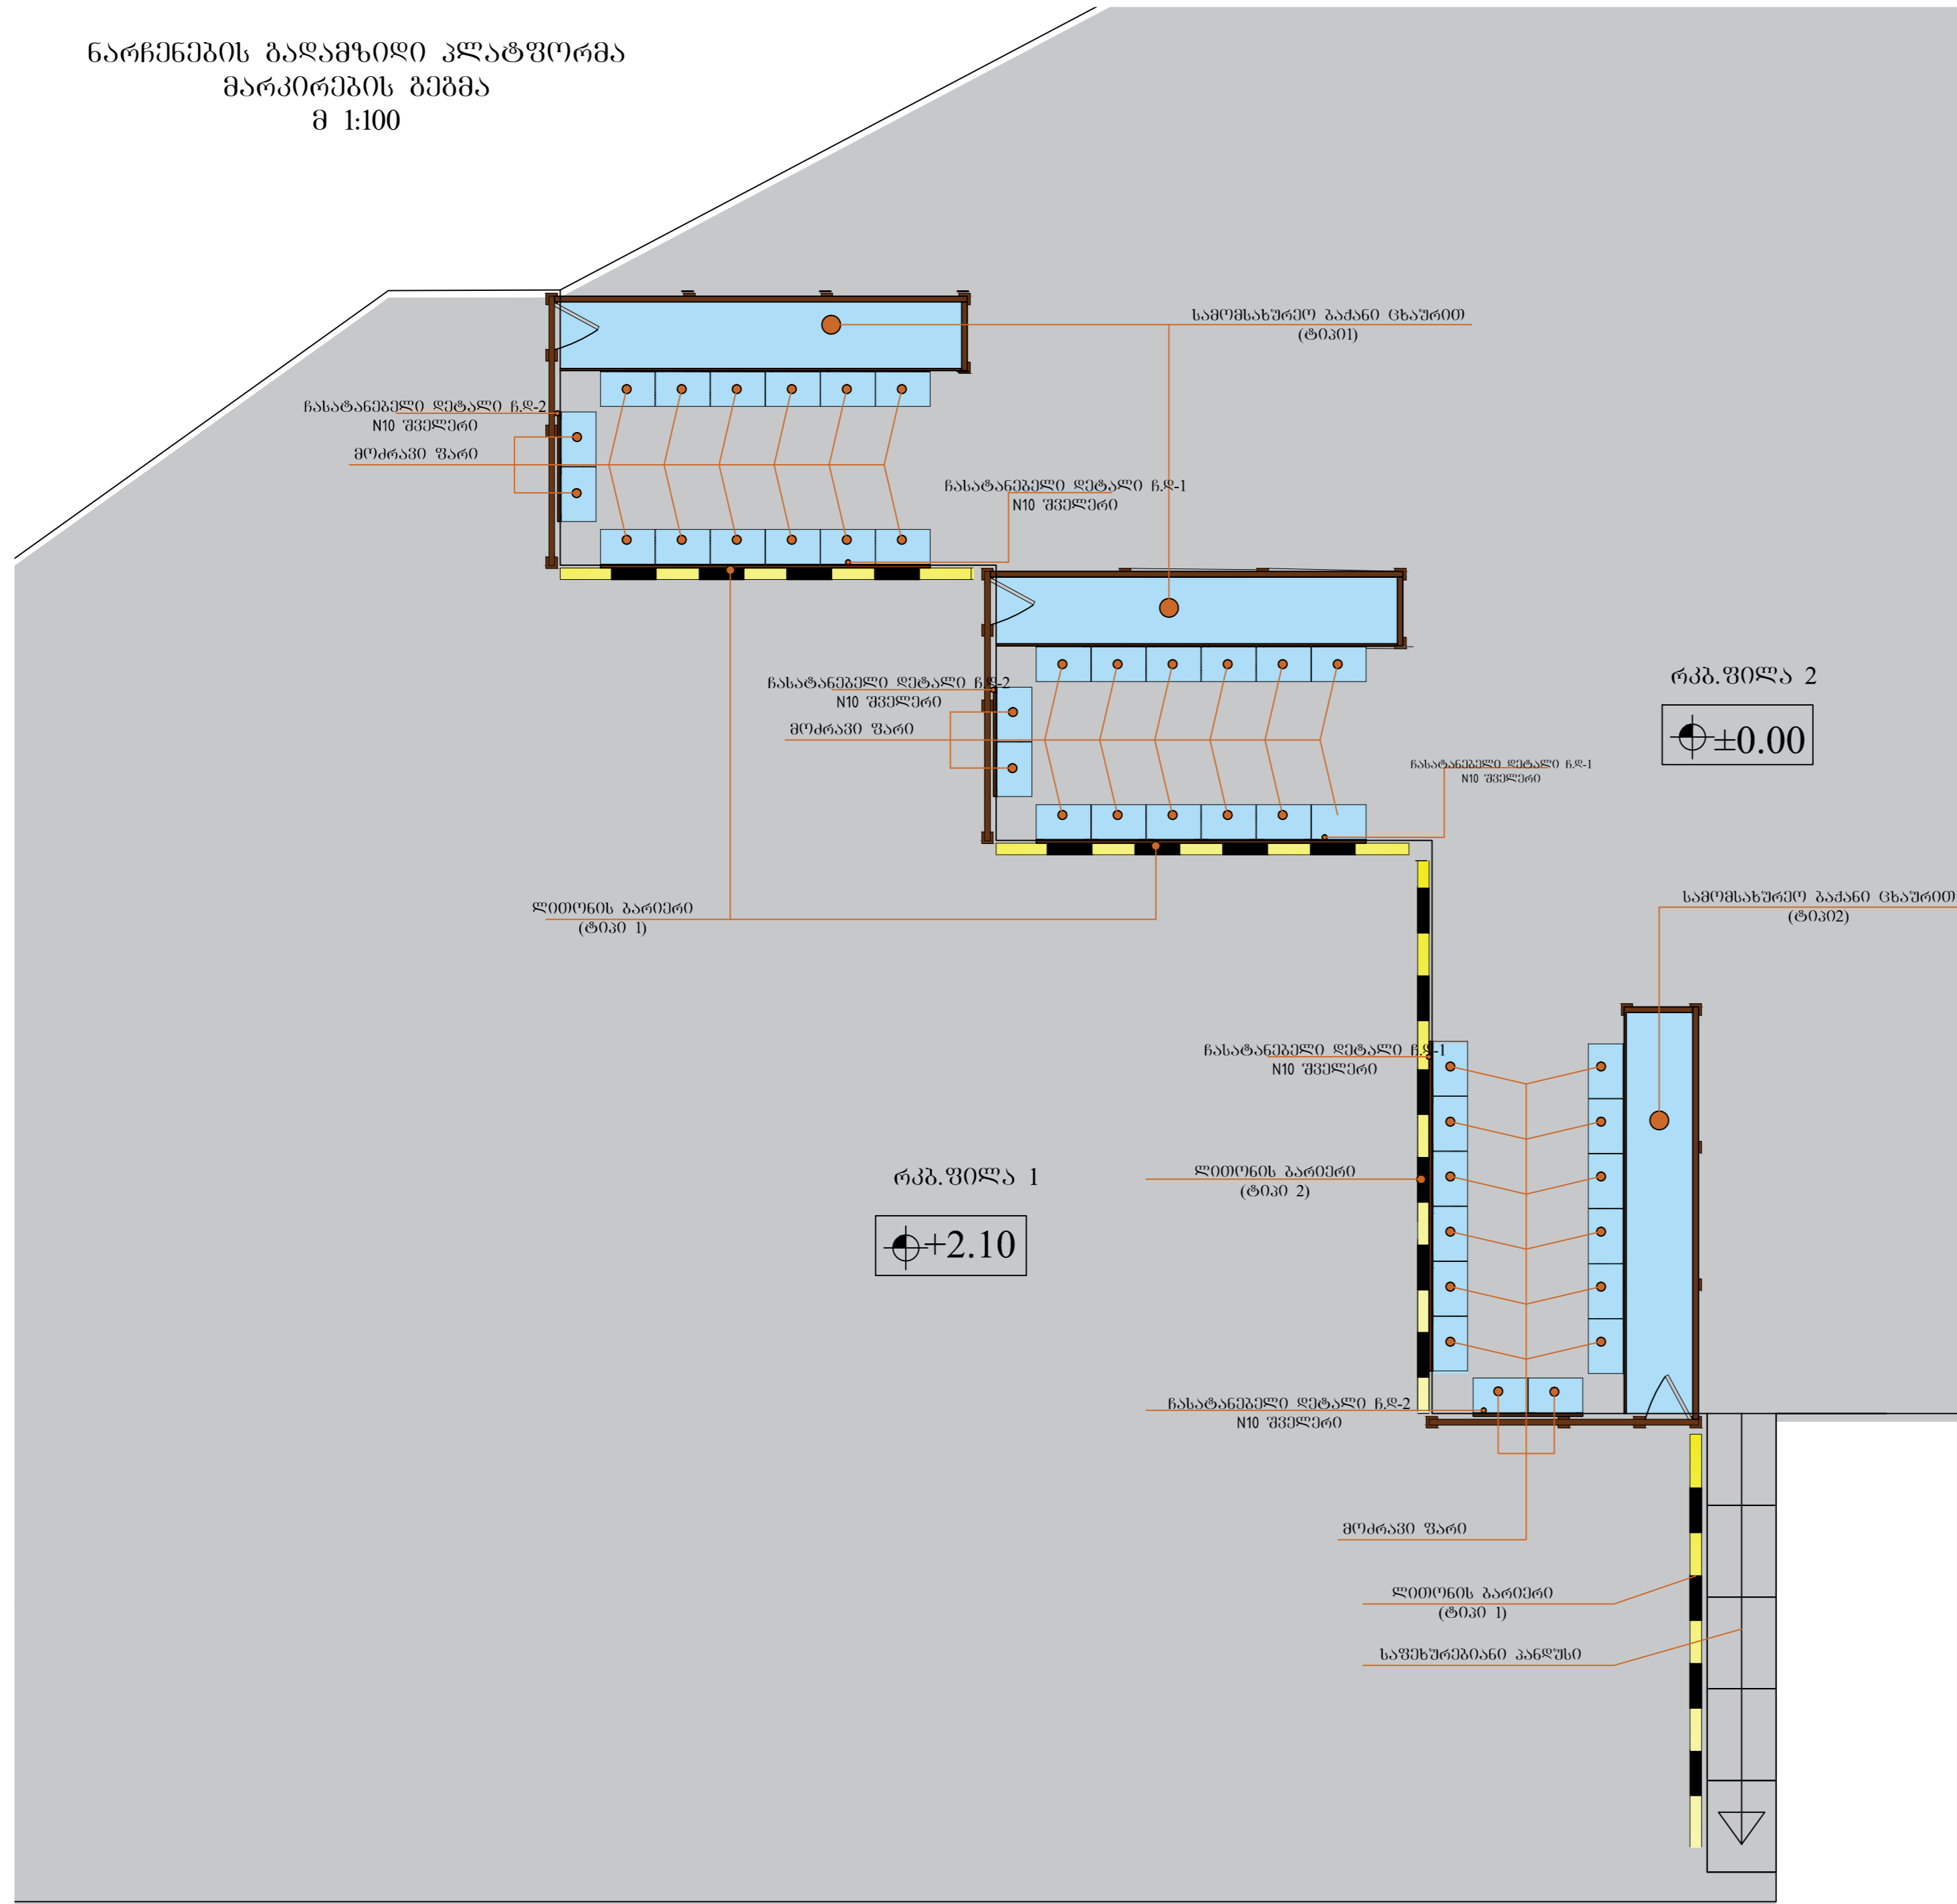 ნარჩენების გადამზიდი პლატფორმა
მარკირების გეგმა
მ 1:100
სამომსახურეო ბაქანი ცხაურით
(ტიპი1)
ჩასატანებელი დეტალი ჩ.დ-2
N10 შველერი
მოძრავი ფარი
ჩასატანებელი დეტალი ჩ.დ-1
N10 შველერი
რკბ.ფილა 2
±0.00
ჩასატანებელი დეტალი ჩ.დ-2
N10 შველერი
მოძრავი ფარი
ჩასატანებელი დეტალი ჩ.დ-1
N10 შველერი
ლითონის ბარიერი
(ტიპი 1)
სამომსახურეო ბაქანი ცხაურით
(ტიპი2)
ჩასატანებელი დეტალი ჩ.დ-1
N10 შველერი
რკბ.ფილა 1
+2.10
ლითონის ბარიერი
(ტიპი 2)
ჩასატანებელი დეტალი ჩ.დ-2
N10 შველერი
მოძრავი ფარი
ლითონის ბარიერი
(ტიპი 1)
საფეხურებიანი პანდუსი